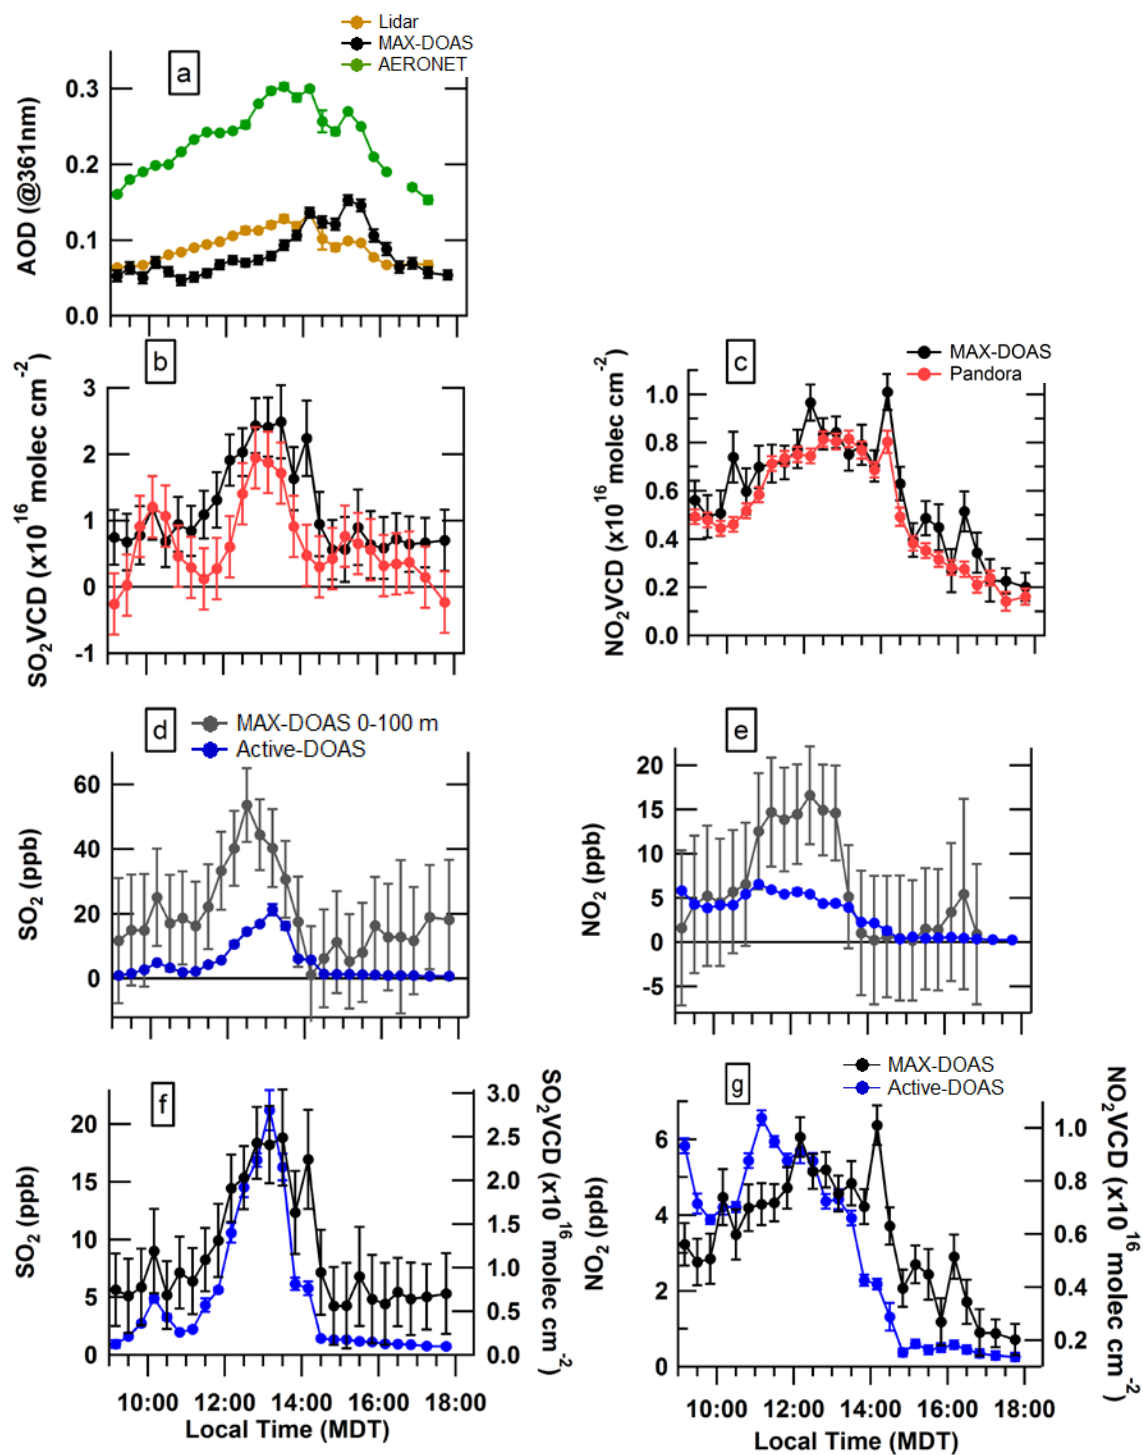 Lidar
MAX-DOAS
AERONET
a
AOD (@361nm)
0.3
0.2
0.1
0.0
b
SO2VCD (x10^16 molec cm^-2)
3
2
1
0
-1
c
MAX-DOAS
Pandora
NO2VCD (x10^16 molec cm^-2)
1.0
0.8
0.6
0.4
0.2
0.0
d
MAX-DOAS 0-100 m
Active-DOAS
SO2 (ppb)
60
40
20
0
e
NO2 (ppb)
20
15
10
5
0
-5
f
SO2 (ppb)
20
15
10
5
0
SO2VCD (x10^16 molec cm^-2)
3.0
2.5
2.0
1.5
1.0
0.5
0.0
10:00 12:00 14:00 16:00 18:00
Local Time (MDT)
g
MAX-DOAS
Active-DOAS
NO2 (ppb)
6
4
2
0
NO2VCD (x10^16 molec cm^-2)
1.0
0.8
0.6
0.4
0.2
10:00 12:00 14:00 16:00 18:00
Local Time (MDT)